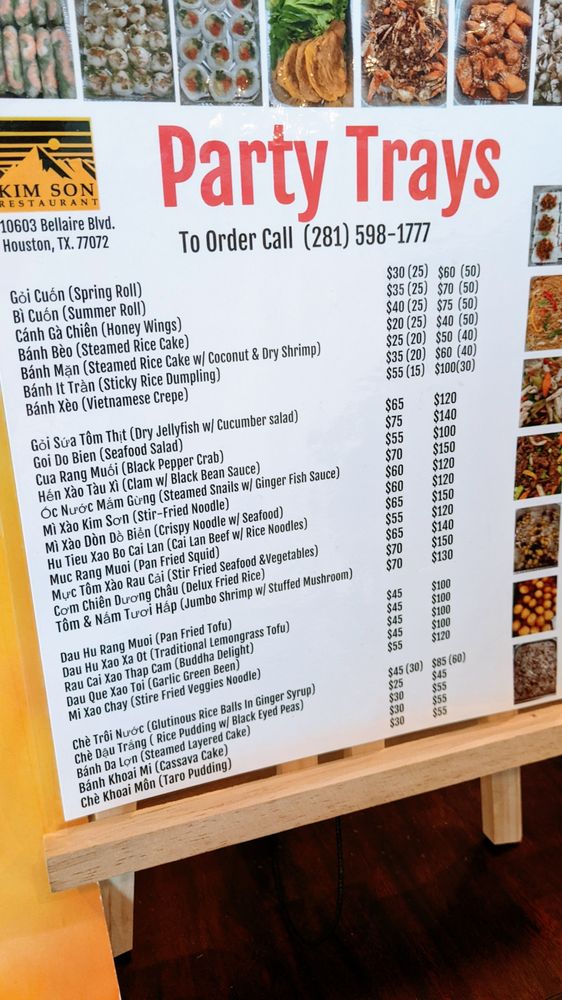 KIM SON
RESTAURANT
10603 Bellaire Blvd.
Houston, TX. 77072
Party Trays
To Order Call (281) 598-1777
Gỏi Cuốn (Spring Roll)
Bì Cuốn (Summer Roll)
Cánh Gà Chiên (Honey Wings)
Bánh Bèo (Steamed Rice Cake)
Bánh Mặn (Steamed Rice Cake w/ Coconut & Dry Shrimp)
Bánh It Tràn (Sticky Rice Dumpling)
Bánh Xèo (Vietnamese Crepe)
$30 (25) $60 (50)
$35 (25) $70 (50)
$40 (25) $75 (50)
$20 (25) $40 (50)
$25 (20) $50 (40)
$35 (20) $60 (40)
$55 (15) $100(30)
Gỏi Sứa Tôm Thịt (Dry Jellyfish w/ Cucumber salad)
Goi Do Bien (Seafood Salad)
Cua Rang Muối (Black Pepper Crab)
Hến Xào Tàu Xì (Clam w/ Black Bean Sauce)
Óc Nước Mắm Gừng (Steamed Snails w/ Ginger Fish Sauce)
Mì Xào Kim Sơn (Stir-Fried Noodle)
Mì Xào Dòn Dồ Biển (Crispy Noodle w/ Seafood)
Hu Tieu Xao Bo Cai Lan (Cai Lan Beef w/ Rice Noodles)
Muc Rang Muoi (Pan Fried Squid)
Mực Tôm Xào Rau Cải (Stir Fried Seafood &Vegetables)
Cơm Chiên Dương Châu (Delux Fried Rice)
Tôm & Nấm Tươi Hấp (Jumbo Shrimp w/ Stuffed Mushroom)
$65 $120
$75 $140
$55 $100
$70 $150
$60 $120
$60 $120
$65 $150
$55 $120
$65 $140
$70 $150
$70 $130
Dau Hu Rang Muoi (Pan Fried Tofu)
Dau Hu Xao Xa Ot (Traditional Lemongrass Tofu)
Rau Cai Xao Thap Cam (Buddha Delight)
Dau Que Xao Toi (Garlic Green Been)
Mi Xao Chay (Stire Fried Veggies Noodle)
$45 $100
$45 $100
$45 $100
$45 $100
$55 $120
Chè Trôi Nước (Glutinous Rice Balls In Ginger Syrup)
Chè Dậu Trắng ( Rice Pudding w/ Black Eyed Peas)
Bánh Da Lợn (Steamed Layered Cake)
Bánh Khoai Mì (Cassava Cake)
Chè Khoai Môn (Taro Pudding)
$45 (30) $85 (60)
$25 $45
$30 $55
$30 $55
$30 $55